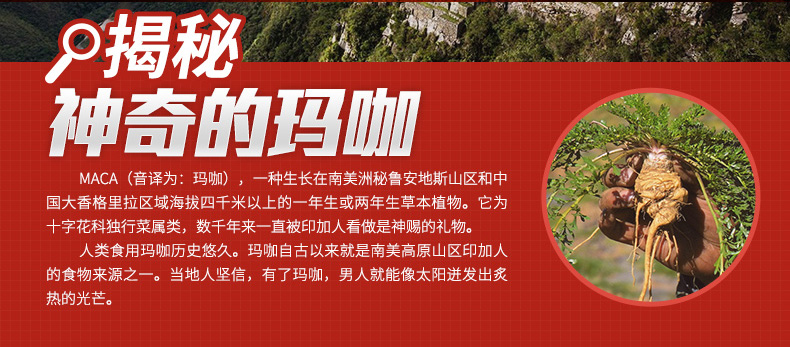 揭秘
神奇的玛咖
MACA（音译为：玛咖），一种生长在南美洲秘鲁安地斯山区和中
国大香格里拉区域海拔四千米以上的一年生或两年生草本植物。它为
十字花科独行菜属类，数千年来一直被印加人看做是神赐的礼物。
人类食用玛咖历史悠久。玛咖自古以来就是南美高原山区印加人
的食物来源之一。当地人坚信，有了玛咖，男人就能像太阳迸发出炙
热的光芒。